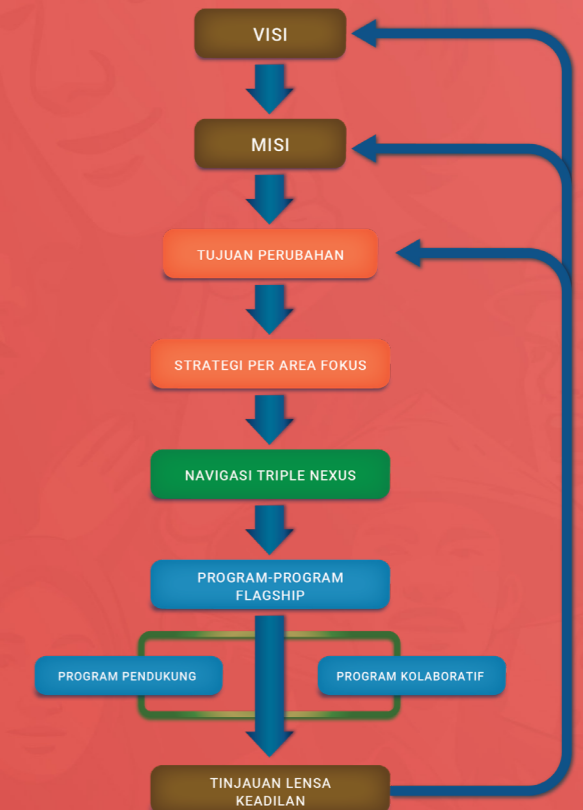 VISI
MISI
TUJUAN PERUBAHAN
STRATEGI PER AREA FOKUS
NAVIGASI TRIPLE NEXUS
PROGRAM-PROGRAM
FLAGSHIP
PROGRAM PENDUKUNG
PROGRAM KOLABORATIF
TINJAUAN LENSA
KEADILAN